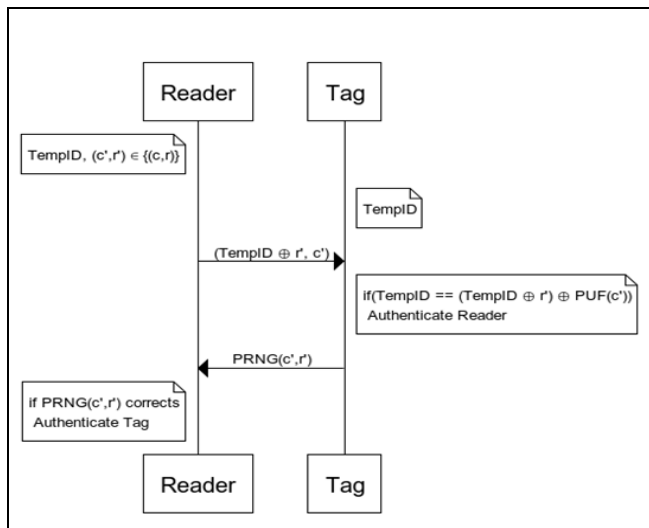 Reader
Tag
TempID, (c',r') ∈ {(c,r)}
TempID
(TempID ⊕ r', c')
if(TempID == (TempID ⊕ r') ⊕ PUF(c'))
Authenticate Reader
PRNG(c',r')
if PRNG(c',r') corrects
Authenticate Tag
Reader
Tag